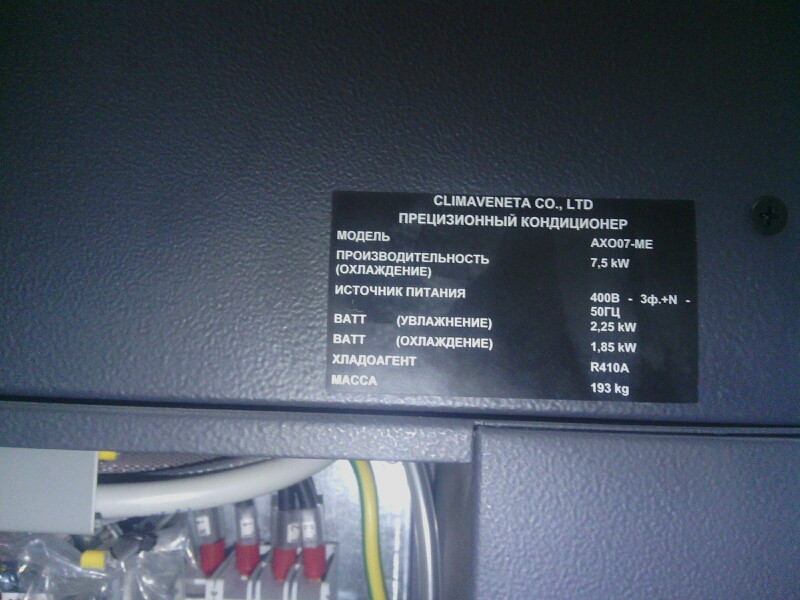 CLIMAVENETA CO., LTD
ПРЕЦИЗИОННЫЙ КОНДИЦИОНЕР
МОДЕЛЬ AXO07-ME
ПРОИЗВОДИТЕЛЬНОСТЬ 7,5 kW
(ОХЛАЖДЕНИЕ)
ИСТОЧНИК ПИТАНИЯ 400В - 3ф.+N -
50ГЦ
ВАТТ (УВЛАЖНЕНИЕ) 2,25 kW
ВАТТ (ОХЛАЖДЕНИЕ) 1,85 kW
ХЛАДОАГЕНТ R410A
МАССА 193 kg